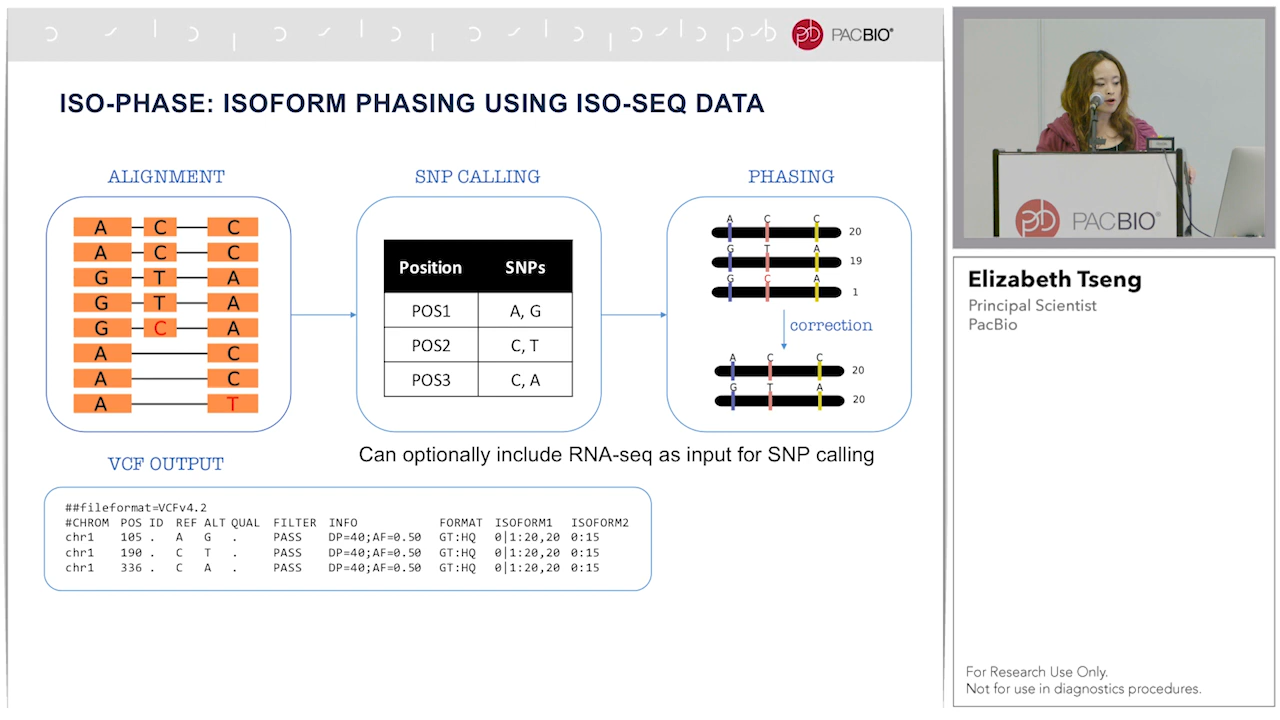 PACBIO®
ISO-PHASE: ISOFORM PHASING USING ISO-SEQ DATA
ALIGNMENT
A C C
A C C
G T A
G T A
G C A
A C
A C
A T
SNP CALLING
Position SNPs
POS1 A, G
POS2 C, T
POS3 C, A
PHASING
A C C
20
G T A
19
G C A
1
correction
A C C
20
G T A
20
Can optionally include RNA-seq as input for SNP calling
VCF OUTPUT
##fileformat=VCFv4.2
#CHROM POS ID REF ALT QUAL FILTER INFO FORMAT ISOFORM1 ISOFORM2
chr1 105 . A G . PASS DP=40;AF=0.50 GT:HQ 0|1:20,20 0:15
chr1 190 . C T . PASS DP=40;AF=0.50 GT:HQ 0|1:20,20 0:15
chr1 336 . C A . PASS DP=40;AF=0.50 GT:HQ 0|1:20,20 0:15
PACBIO®
Elizabeth Tseng
Principal Scientist
PacBio
For Research Use Only.
Not for use in diagnostics procedures.